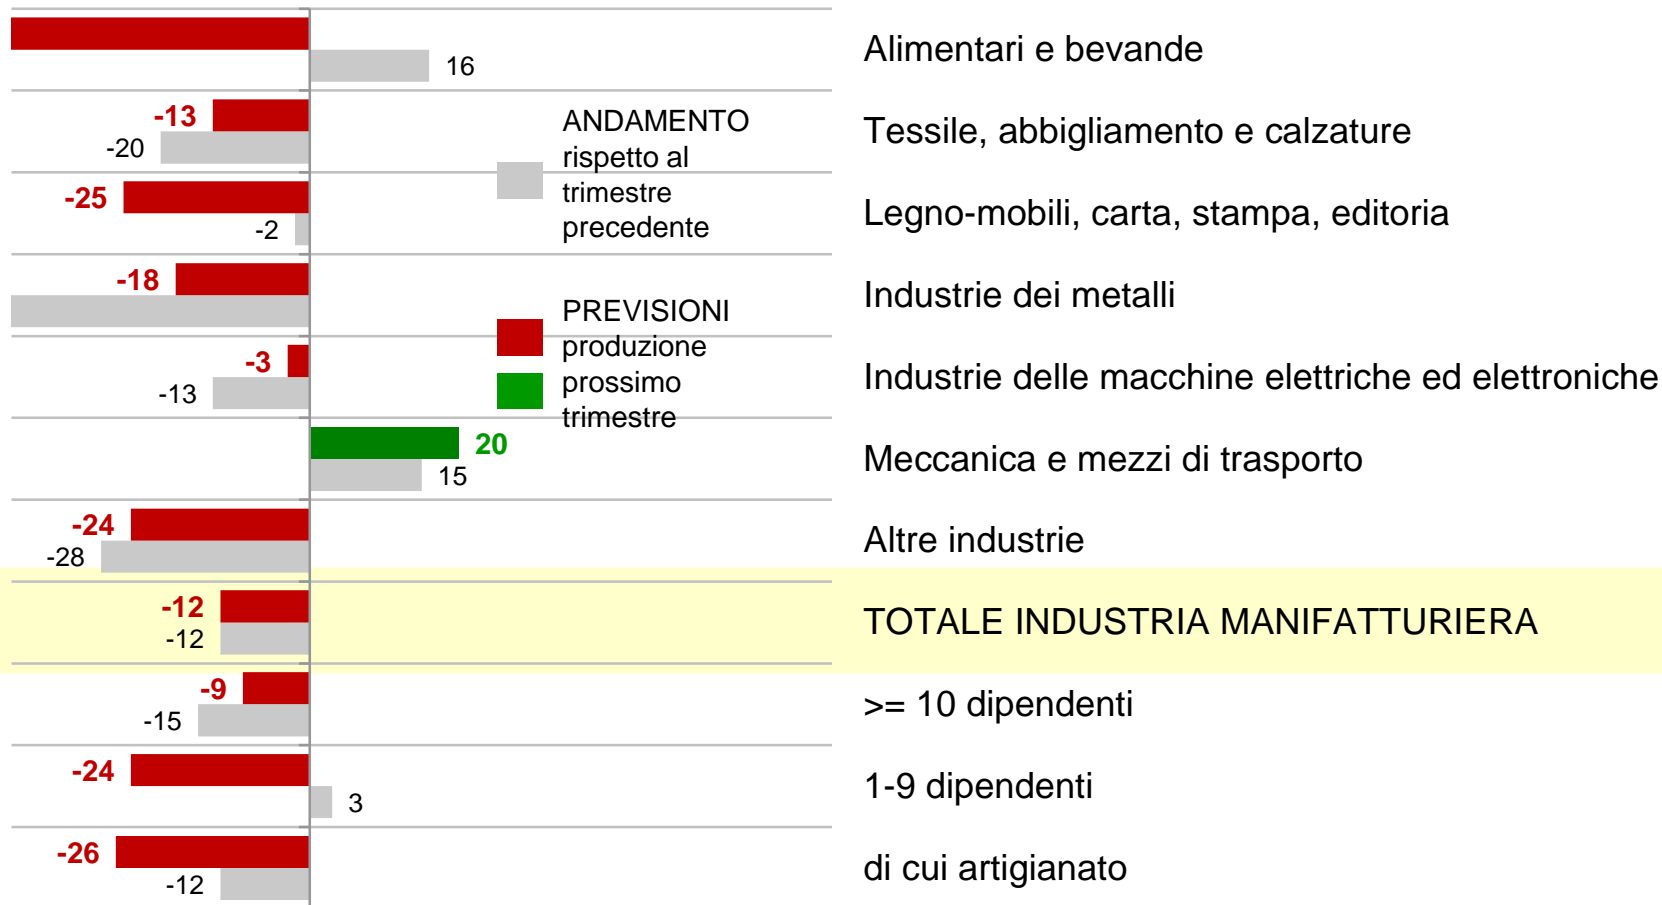 16
Alimentari e bevande
-13
-20
Tessile, abbigliamento e calzature
ANDAMENTO
rispetto al
trimestre
precedente
-25
-2
Legno-mobili, carta, stampa, editoria
-18
Industrie dei metalli
PREVISIONI
produzione
prossimo
trimestre
-3
-13
Industrie delle macchine elettriche ed elettroniche
20
15
Meccanica e mezzi di trasporto
-24
-28
Altre industrie
-12
-12
TOTALE INDUSTRIA MANIFATTURIERA
-9
-15
>= 10 dipendenti
-24
3
1-9 dipendenti
-26
-12
di cui artigianato